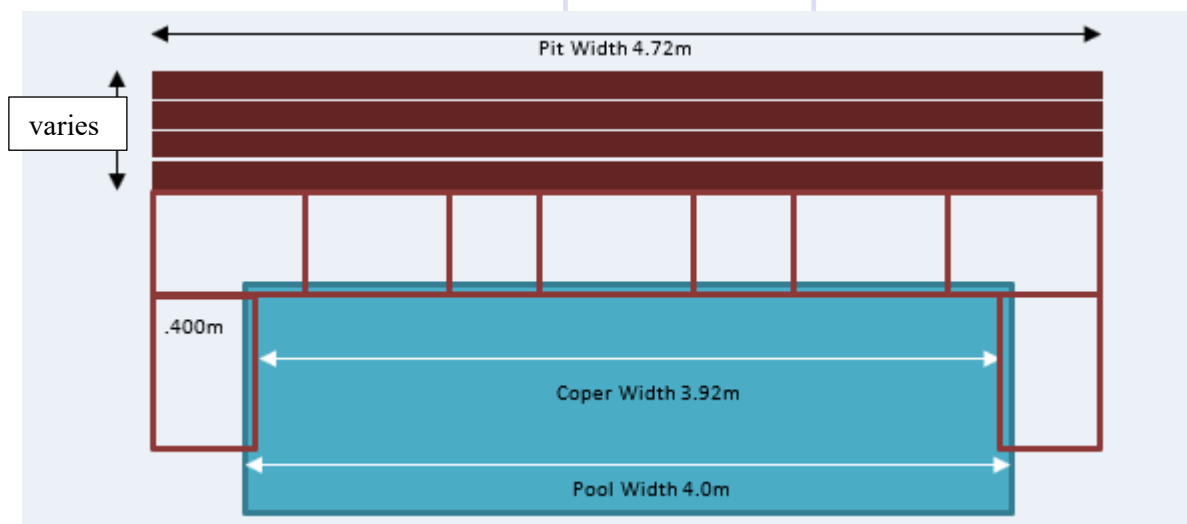 Pit Width 4.72m
varies
.400m
Coper Width 3.92m
Pool Width 4.0m